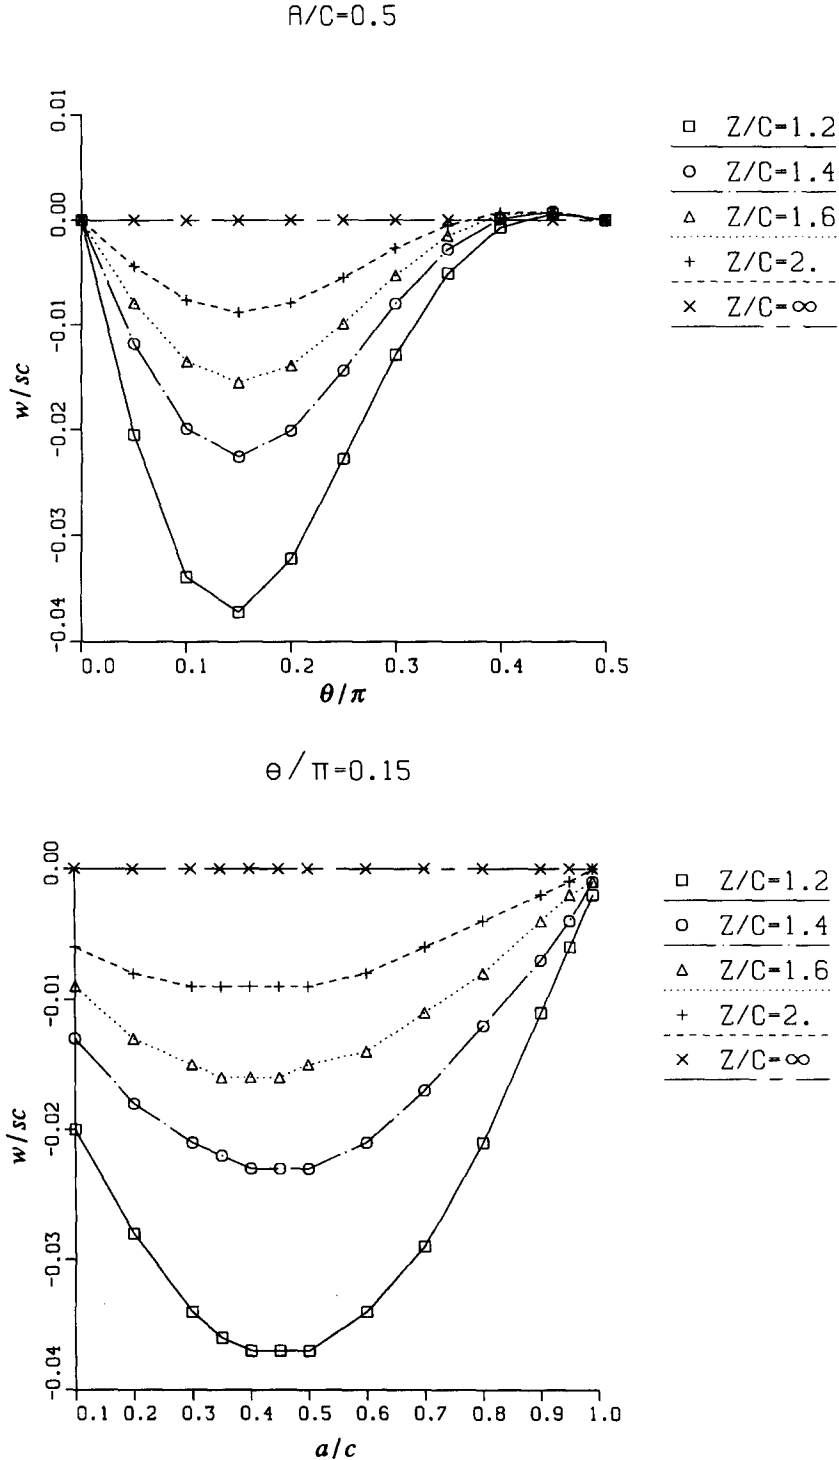 A/C=0.5
0.01
0.00
-0.01
-0.02
-0.03
-0.04
w/sc
0.0 0.1 0.2 0.3 0.4 0.5
θ/π
Z/C=1.2
Z/C=1.4
Z/C=1.6
Z/C=2.
Z/C=∞
θ/π=0.15
0.00
-0.01
-0.02
-0.03
-0.04
w/sc
0.1 0.2 0.3 0.4 0.5 0.6 0.7 0.8 0.9 1.0
a/c
Z/C=1.2
Z/C=1.4
Z/C=1.6
Z/C=2.
Z/C=∞